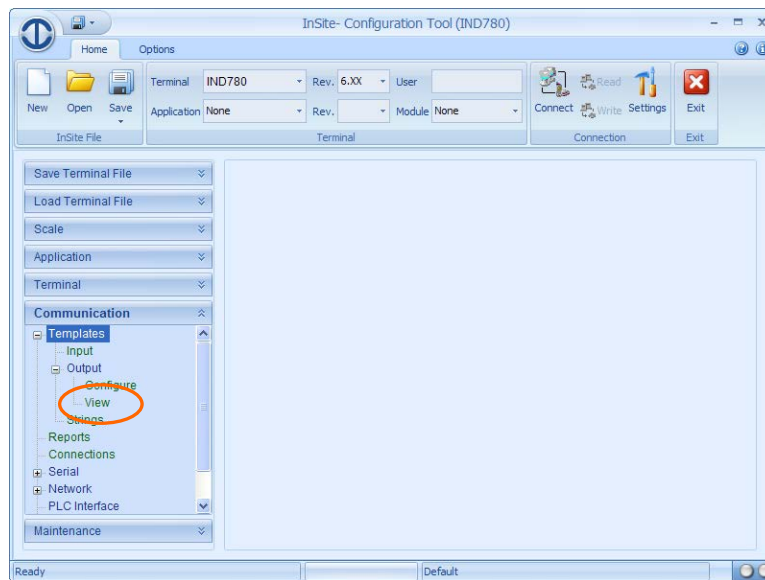 InSite- Configuration Tool (IND780)
Home Options
Terminal IND780 Rev. 6.XX User
New Open Save Application None Rev. Module None Connect Read Write Settings Exit
InSite File Terminal Connection Exit
Save Terminal File
Load Terminal File
Scale
Application
Terminal
Communication
Templates
Input
Output
Configure
View
Strings
Reports
Connections
Serial
Network
PLC Interface
Maintenance
Ready Default